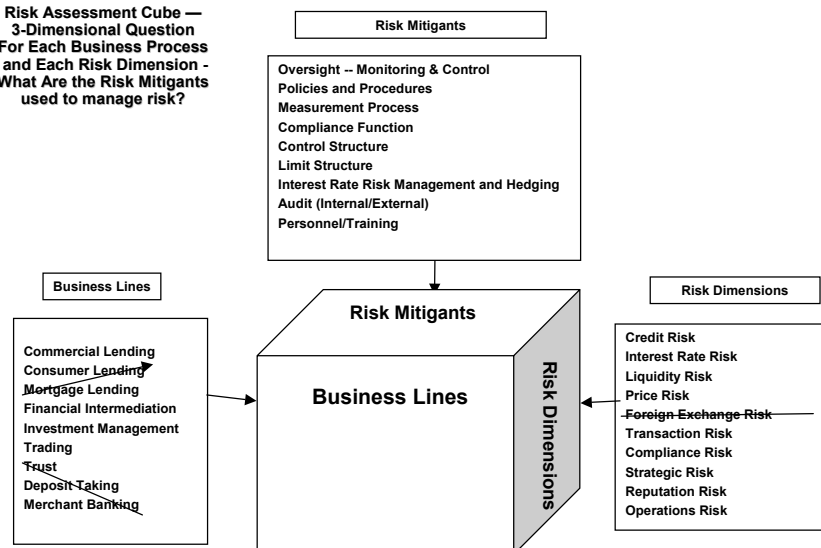 Risk Assessment Cube —
3-Dimensional Question
For Each Business Process
and Each Risk Dimension -
What Are the Risk Mitigants
used to manage risk?
Risk Mitigants
Oversight -- Monitoring & Control
Policies and Procedures
Measurement Process
Compliance Function
Control Structure
Limit Structure
Interest Rate Risk Management and Hedging
Audit (Internal/External)
Personnel/Training
Business Lines
Commercial Lending
Consumer Lending
Mortgage Lending
Financial Intermediation
Investment Management
Trading
Trust
Deposit Taking
Merchant Banking
Risk Mitigants
Business Lines
Risk Dimensions
Risk Dimensions
Credit Risk
Interest Rate Risk
Liquidity Risk
Price Risk
Foreign Exchange Risk
Transaction Risk
Compliance Risk
Strategic Risk
Reputation Risk
Operations Risk